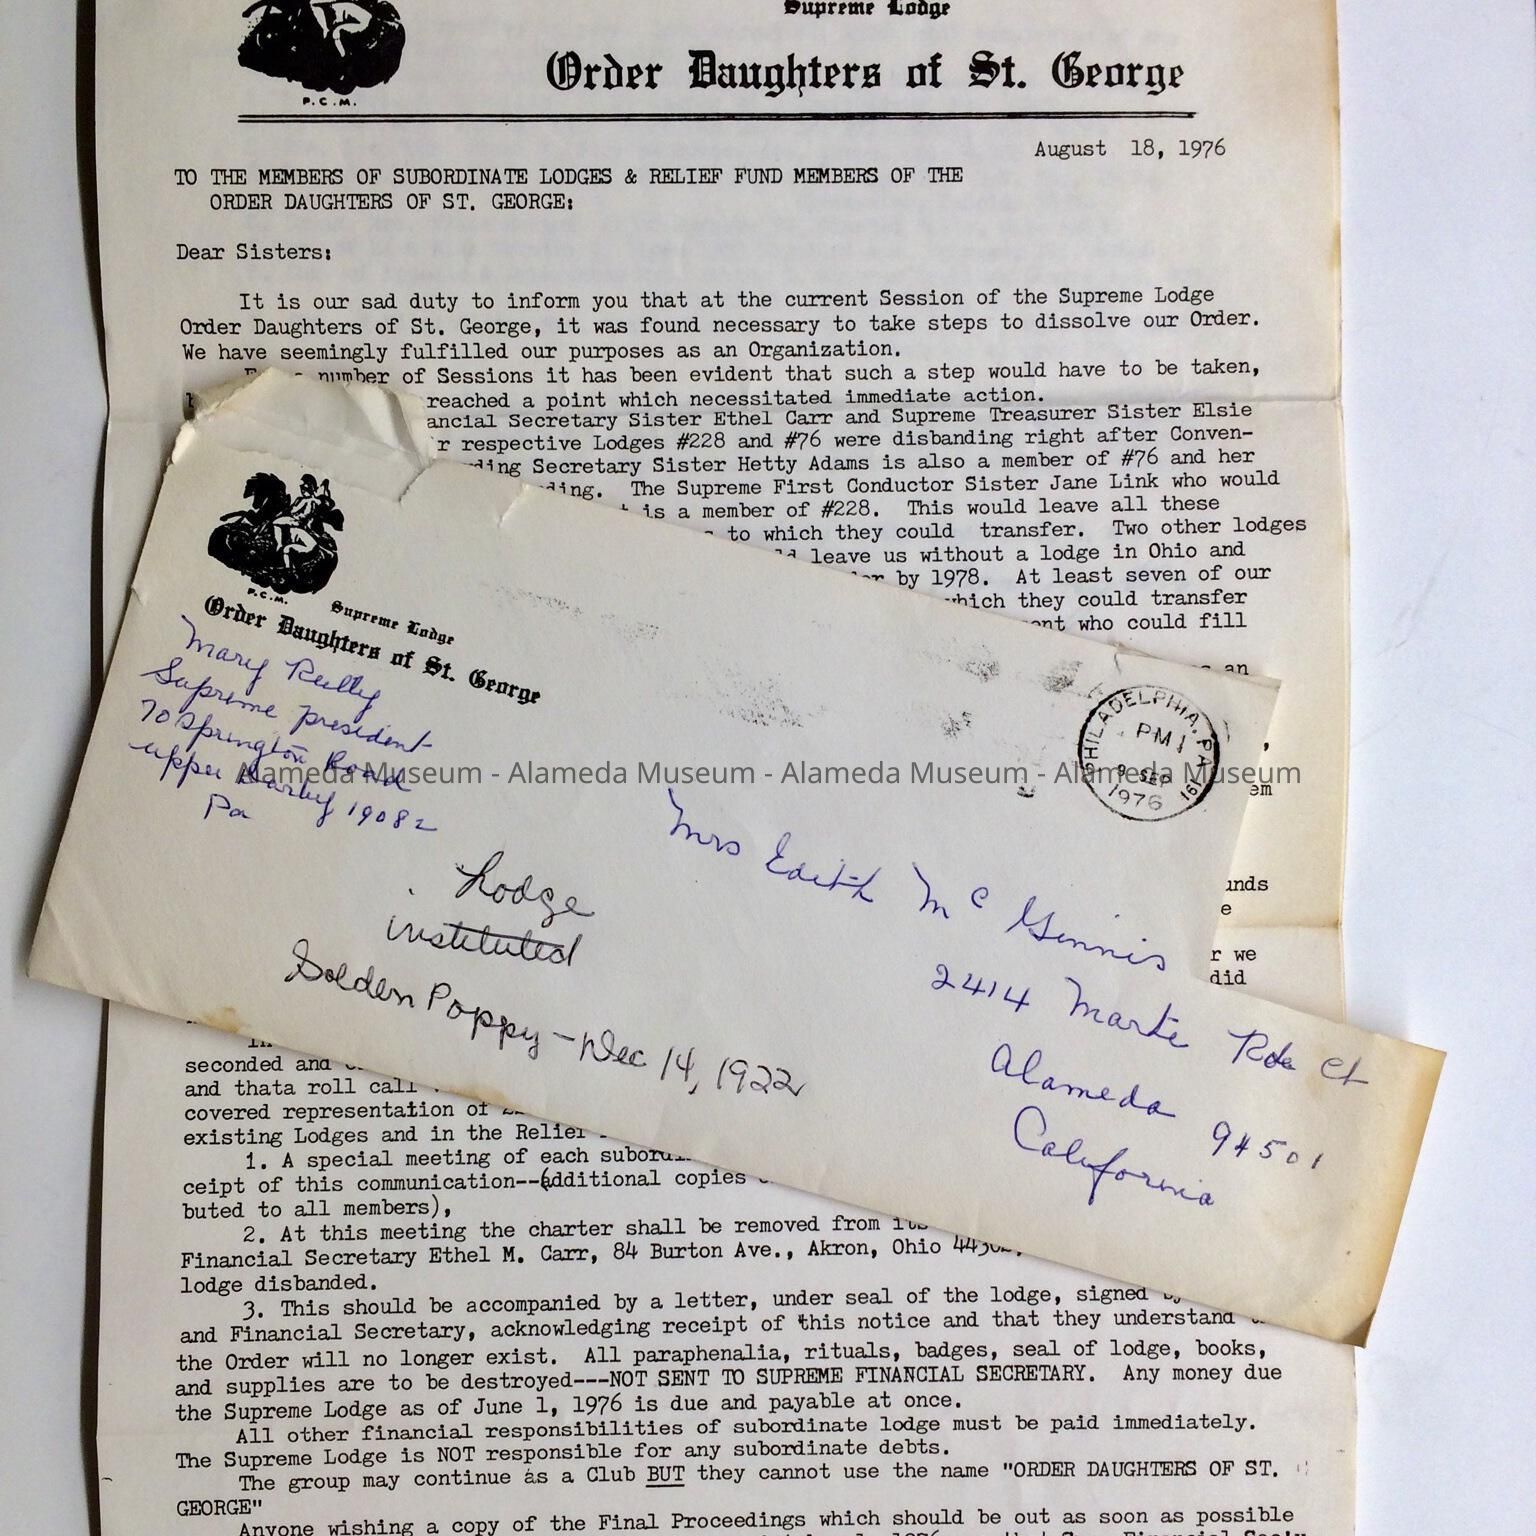 Supreme Lodge
Order Daughters of St. George
P.C.M.
August 18, 1976
TO THE MEMBERS OF SUBORDINATE LODGES & RELIEF FUND MEMBERS OF THE
ORDER DAUGHTERS OF ST. GEORGE:
Dear Sisters:
It is our sad duty to inform you that at the current Session of the Supreme Lodge
Order Daughters of St. George, it was found necessary to take steps to dissolve our Order.
We have seemingly fulfilled our purposes as an Organization.
number of Sessions it has been evident that such a step would have to be taken,
reached a point which necessitated immediate action.
ancial Secretary Sister Ethel Carr and Supreme Treasurer Sister Elsie
r respective Lodges #228 and #76 were disbanding right after Conven-
ding Secretary Sister Hetty Adams is also a member of #76 and her
ding. The Supreme First Conductor Sister Jane Link who would
t is a member of #228. This would leave all these
to which they could transfer. Two other lodges
leave us without a lodge in Ohio and
by 1978. At least seven of our
which they could transfer
ent who could fill
an
,
em
unds
e
r we
did
P.C.M.
Supreme Lodge
Order Daughters of St. George
Mary Reilly
Supreme president
70 Springton Road
upper Darby 19082
Pa
PHILADELPHIA, PA
PM
9 SEP
1976
191
Alameda Museum - Alameda Museum - Alameda Museum - Alameda Museum
Mrs Edith McGinnis
2414 Marti Rae Ct
Alameda 94501
California
Lodge
instituted
Golden Poppy - Dec 14, 1922
In
seconded and
and thata roll call
covered representation of
existing Lodges and in the Relief
1. A special meeting of each subord
ceipt of this communication--(additional copies
buted to all members),
2. At this meeting the charter shall be removed from its
Financial Secretary Ethel M. Carr, 84 Burton Ave., Akron, Ohio
lodge disbanded.
3. This should be accompanied by a letter, under seal of the lodge, signed
and Financial Secretary, acknowledging receipt of this notice and that they understand
the Order will no longer exist. All paraphenalia, rituals, badges, seal of lodge, books,
and supplies are to be destroyed---NOT SENT TO SUPREME FINANCIAL SECRETARY. Any money due
the Supreme Lodge as of June 1, 1976 is due and payable at once.
All other financial responsibilities of subordinate lodge must be paid immediately.
The Supreme Lodge is NOT responsible for any subordinate debts.
The group may continue as a Club BUT they cannot use the name "ORDER DAUGHTERS OF ST.
GEORGE"
Anyone wishing a copy of the Final Proceedings which should be out as soon as possible